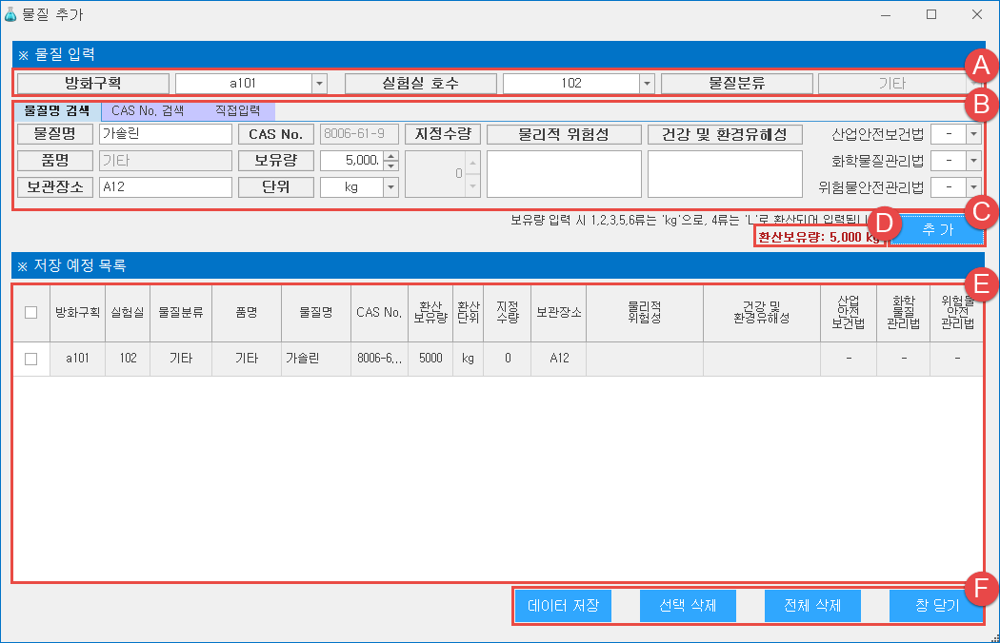 물질 추가
※ 물질 입력
A
방화구획 a101 실험실 호수 102 물질분류 기타
B
물질명 검색 CAS No. 검색 직접입력
물질명 가솔린 CAS No. 8006-61-9 지정수량 물리적 위험성 건강 및 환경유해성 산업안전보건법 -
품명 기타 보유량 5,000. 0 화학물질관리법 -
보관장소 A12 단위 kg 위험물안전관리법 -
C
보유량 입력 시 1,2,3,5,6류는 'kg'으로, 4류는 'L'로 환산되어 입력됩니
D
환산보유량: 5,000 kg
추 가
※ 저장 예정 목록
E
방화구획 실험실 물질분류 품명 물질명 CAS No. 환산 보유량 환산 단위 지정 수량 보관장소 물리적 위험성 건강 및 환경유해성 산업 안전 보건법 화학 물질 관리법 위험물 안전 관리법
a101 102 기타 기타 가솔린 8006-6... 5000 kg 0 A12 - - -
F
데이터 저장 선택 삭제 전체 삭제 창 닫기